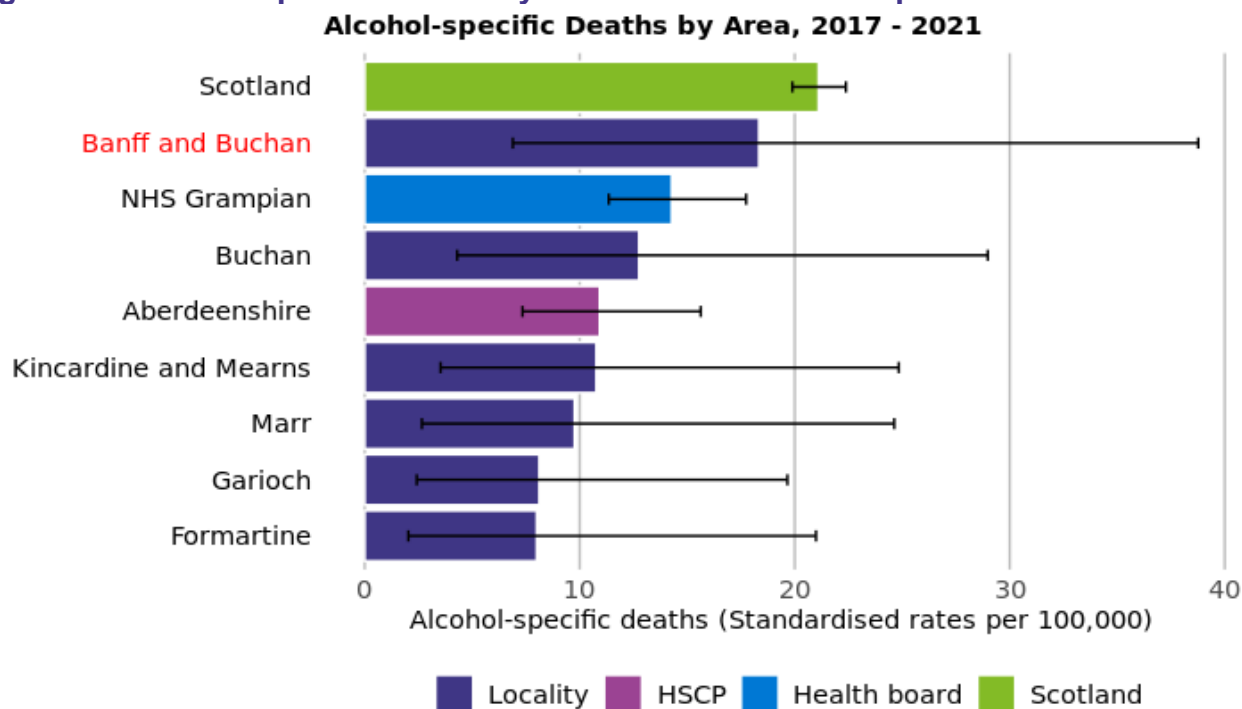 Alcohol-specific Deaths by Area, 2017 - 2021
Scotland
Banff and Buchan
NHS Grampian
Buchan
Aberdeenshire
Kincardine and Mearns
Marr
Garioch
Formartine
0 10 20 30 40
Alcohol-specific deaths (Standardised rates per 100,000)
Locality HSCP Health board Scotland